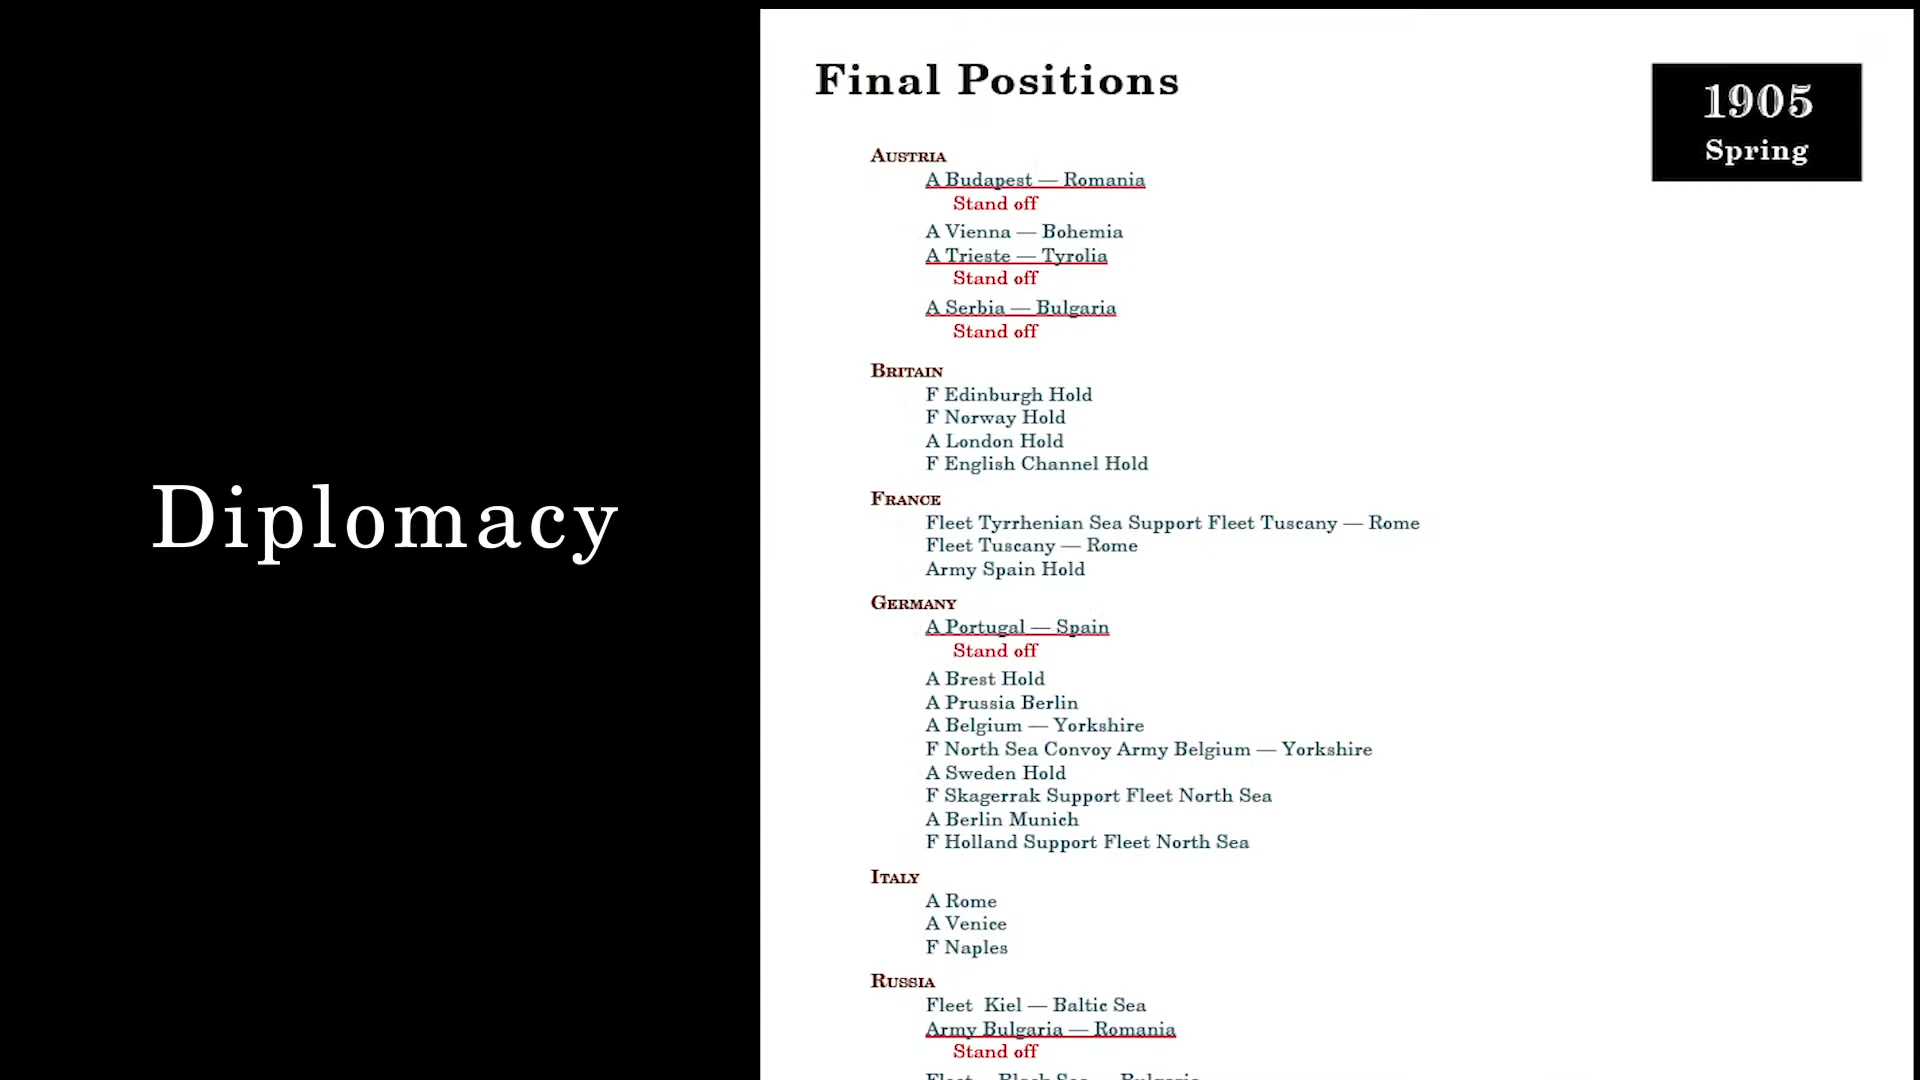 Diplomacy
Final Positions
1905
Spring
Austria
A Budapest — Romania
Stand off
A Vienna — Bohemia
A Trieste — Tyrolia
Stand off
A Serbia — Bulgaria
Stand off
Britain
F Edinburgh Hold
F Norway Hold
A London Hold
F English Channel Hold
France
Fleet Tyrrhenian Sea Support Fleet Tuscany — Rome
Fleet Tuscany — Rome
Army Spain Hold
Germany
A Portugal — Spain
Stand off
A Brest Hold
A Prussia Berlin
A Belgium — Yorkshire
F North Sea Convoy Army Belgium — Yorkshire
A Sweden Hold
F Skagerrak Support Fleet North Sea
A Berlin Munich
F Holland Support Fleet North Sea
Italy
A Rome
A Venice
F Naples
Russia
Fleet Kiel — Baltic Sea
Army Bulgaria — Romania
Stand off
Fleet — Black Sea — Bulgaria